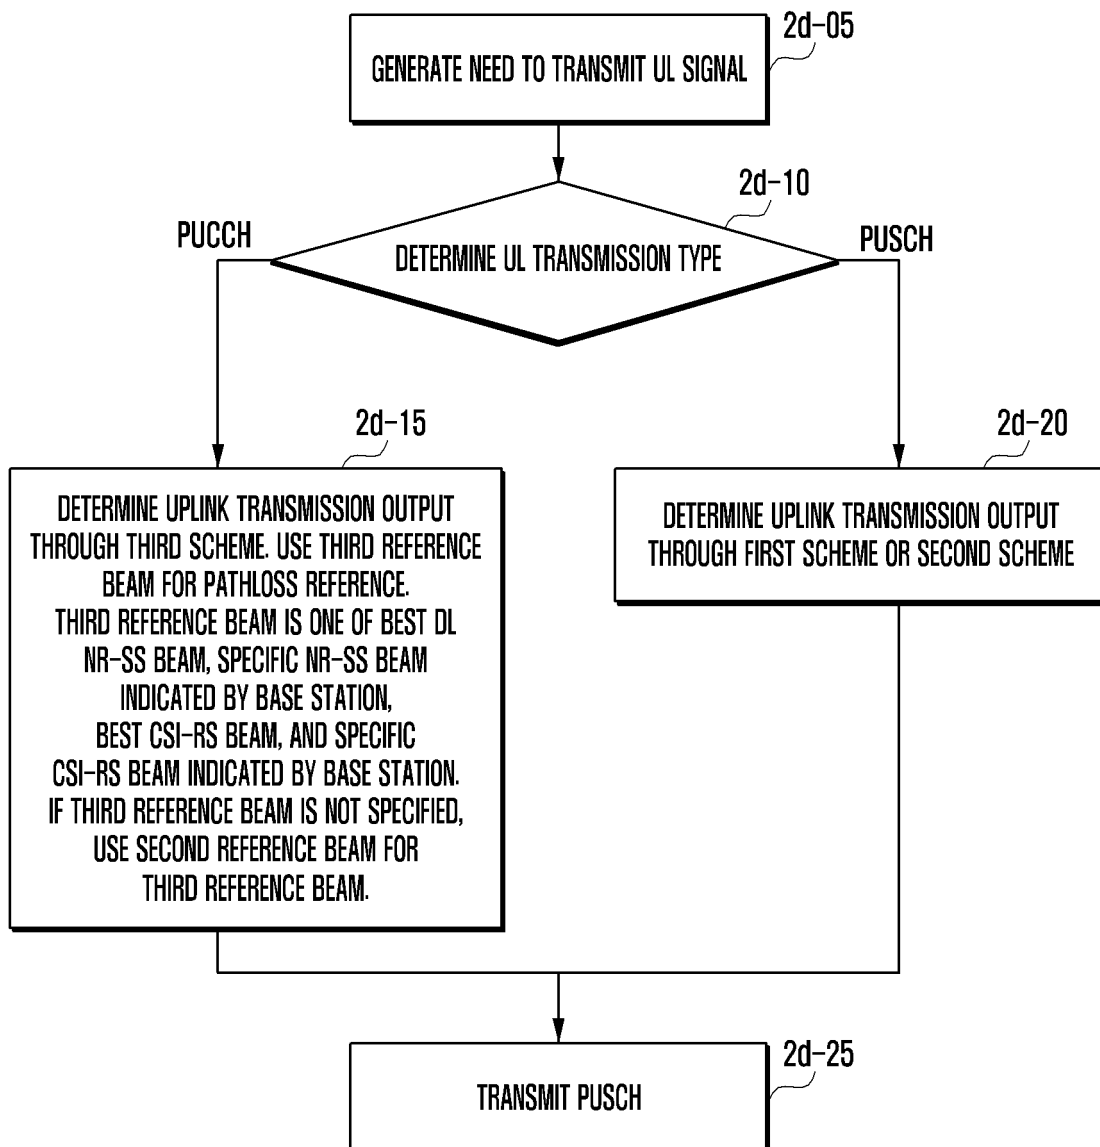 2d-05
GENERATE NEED TO TRANSMIT UL SIGNAL
2d-10
PUCCH
PUSCH
DETERMINE UL TRANSMISSION TYPE
2d-15
DETERMINE UPLINK TRANSMISSION OUTPUT
THROUGH THIRD SCHEME. USE THIRD REFERENCE
BEAM FOR PATHLOSS REFERENCE.
THIRD REFERENCE BEAM IS ONE OF BEST DL
NR-SS BEAM, SPECIFIC NR-SS BEAM
INDICATED BY BASE STATION,
BEST CSI-RS BEAM, AND SPECIFIC
CSI-RS BEAM INDICATED BY BASE STATION.
IF THIRD REFERENCE BEAM IS NOT SPECIFIED,
USE SECOND REFERENCE BEAM FOR
THIRD REFERENCE BEAM.
2d-20
DETERMINE UPLINK TRANSMISSION OUTPUT
THROUGH FIRST SCHEME OR SECOND SCHEME
2d-25
TRANSMIT PUSCH